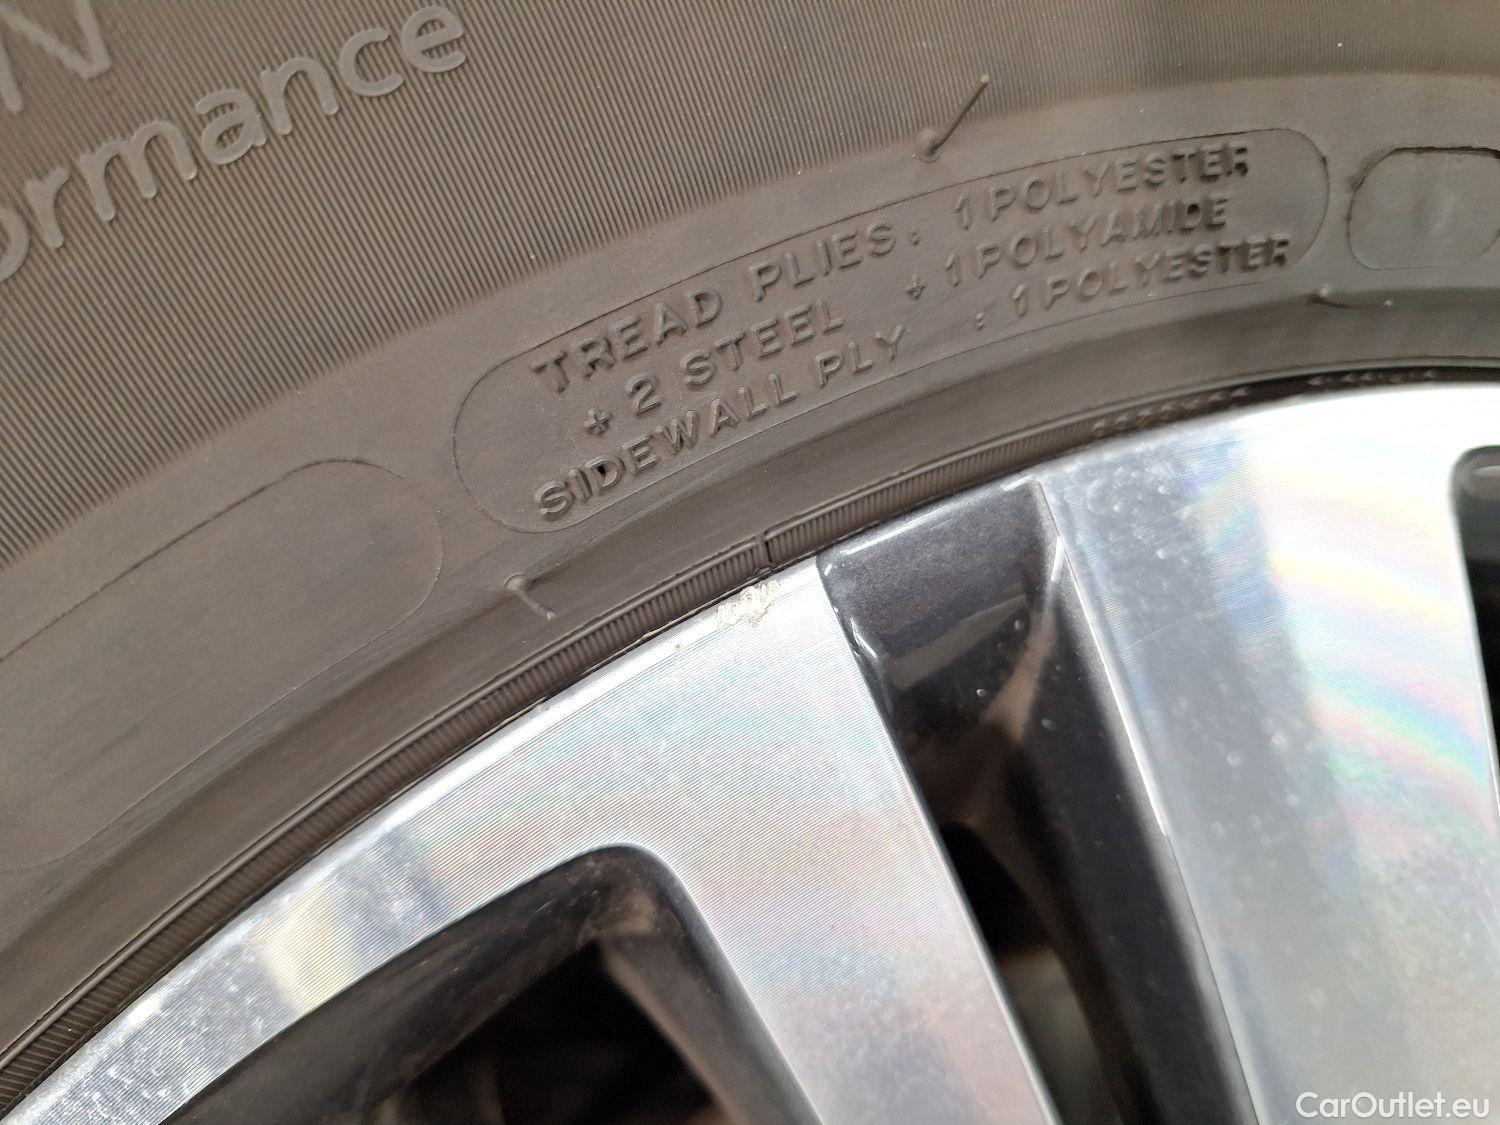 ormance
TREAD PLIES: 1 POLYESTER
+ 2 STEEL + 1 POLYAMIDE
SIDEWALL PLY : 1 POLYESTER
CarOutlet.eu